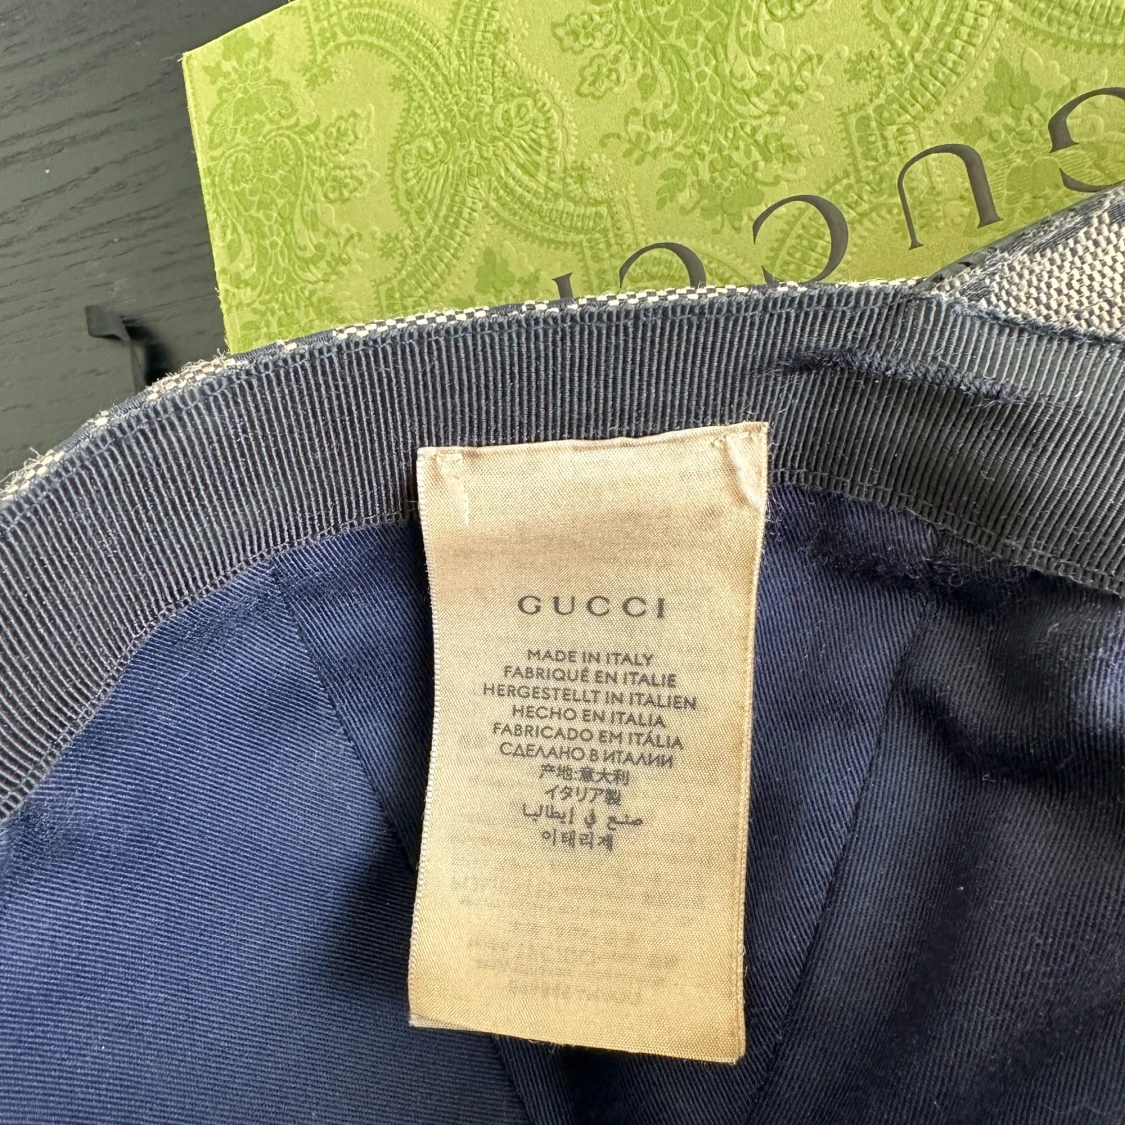 GUCCI
GUCCI
MADE IN ITALY
FABRIQUÉ EN ITALIE
HERGESTELLT IN ITALIEN
HECHO EN ITALIA
FABRICADO EM ITÁLIA
СДЕЛАНО В ИТАЛИИ
产地:意大利
イタリア製
صنع في إيطاليا
이태리제